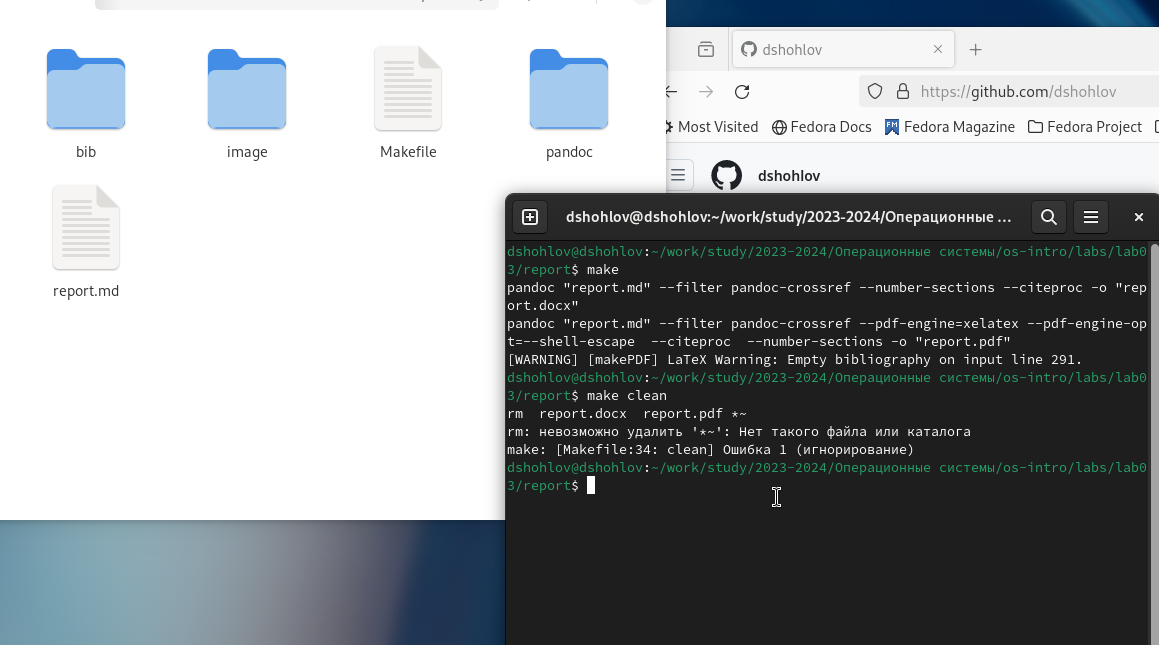 bib
image
Makefile
pandoc
report.md
dshohlov
https://github.com/dshohlov
Most Visited
Fedora Docs
Fedora Magazine
Fedora Project
dshohlov
dshohlov@dshohlov:~/work/study/2023-2024/Операционные ...
dshohlov@dshohlov:~/work/study/2023-2024/Операционные системы/os-intro/labs/lab0
3/report$ make
pandoc "report.md" --filter pandoc-crossref --number-sections --citeproc -o "rep
ort.docx"
pandoc "report.md" --filter pandoc-crossref --pdf-engine=xelatex --pdf-engine-op
t=--shell-escape  --citeproc  --number-sections -o "report.pdf"
[WARNING] [makePDF] LaTeX Warning: Empty bibliography on input line 291.
dshohlov@dshohlov:~/work/study/2023-2024/Операционные системы/os-intro/labs/lab0
3/report$ make clean
rm  report.docx  report.pdf *~
rm: невозможно удалить '*~': Нет такого файла или каталога
make: [Makefile:34: clean] Ошибка 1 (игнорирование)
dshohlov@dshohlov:~/work/study/2023-2024/Операционные системы/os-intro/labs/lab0
3/report$